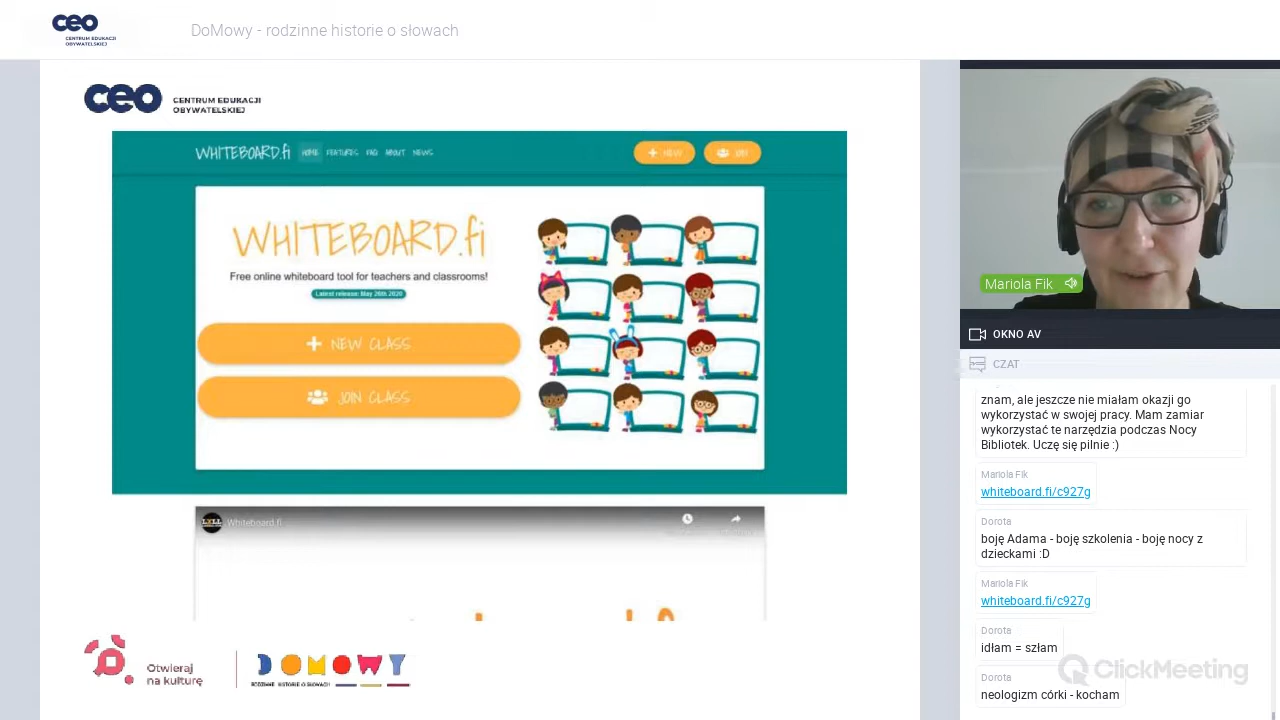 ceo
CENTRUM EDUKACJI
OBYWATELSKIEJ
DoMowy - rodzinne historie o słowach
ceo
CENTRUM EDUKACJI
OBYWATELSKIEJ
WHITEBOARD.fi HOME FEATURES FAQ ABOUT NEWS
NEW
JOIN
WHITEBOARD.fi
Free online whiteboard tool for teachers and classrooms!
Latest release: May 26th 2020
NEW CLASS
JOIN CLASS
Whiteboard.fi
Otwieraj
na kulturę
DOMOWY
RODZINNE HISTORIE O SŁOWACH
Mariola Fik
OKNO AV
CZAT
znam, ale jeszcze nie miałam okazji go
wykorzystać w swojej pracy. Mam zamiar
wykorzystać te narzędzia podczas Nocy
Bibliotek. Uczę się pilnie :)
Mariola Fik
whiteboard.fi/c927g
Dorota
boję Adama - boję szkolenia - boję nocy z
dzieckami :D
Mariola Fik
whiteboard.fi/c927g
Dorota
idłam = szłam
ClickMeeting
Dorota
neologizm córki - kocham